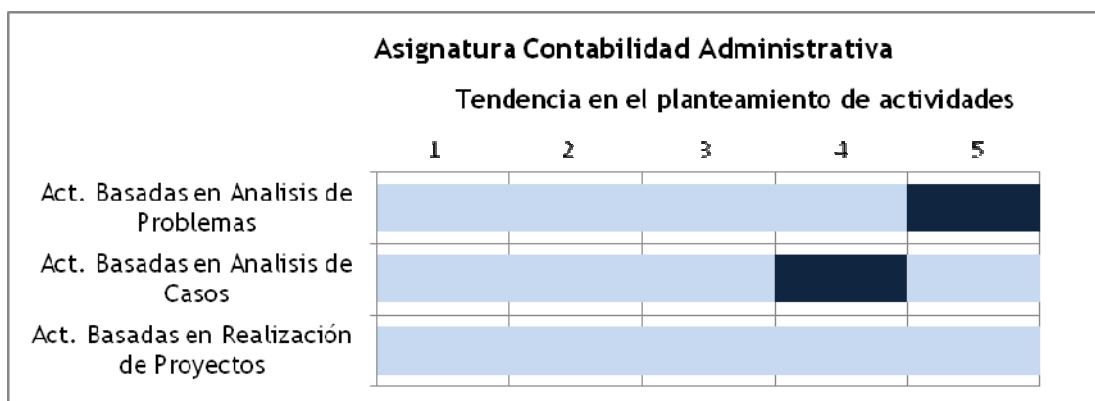 Asignatura Contabilidad Administrativa
Tendencia en el planteamiento de actividades
1 2 3 4 5
Act. Basadas en Analisis de
Problemas
Act. Basadas en Analisis de
Casos
Act. Basadas en Realización
de Proyectos